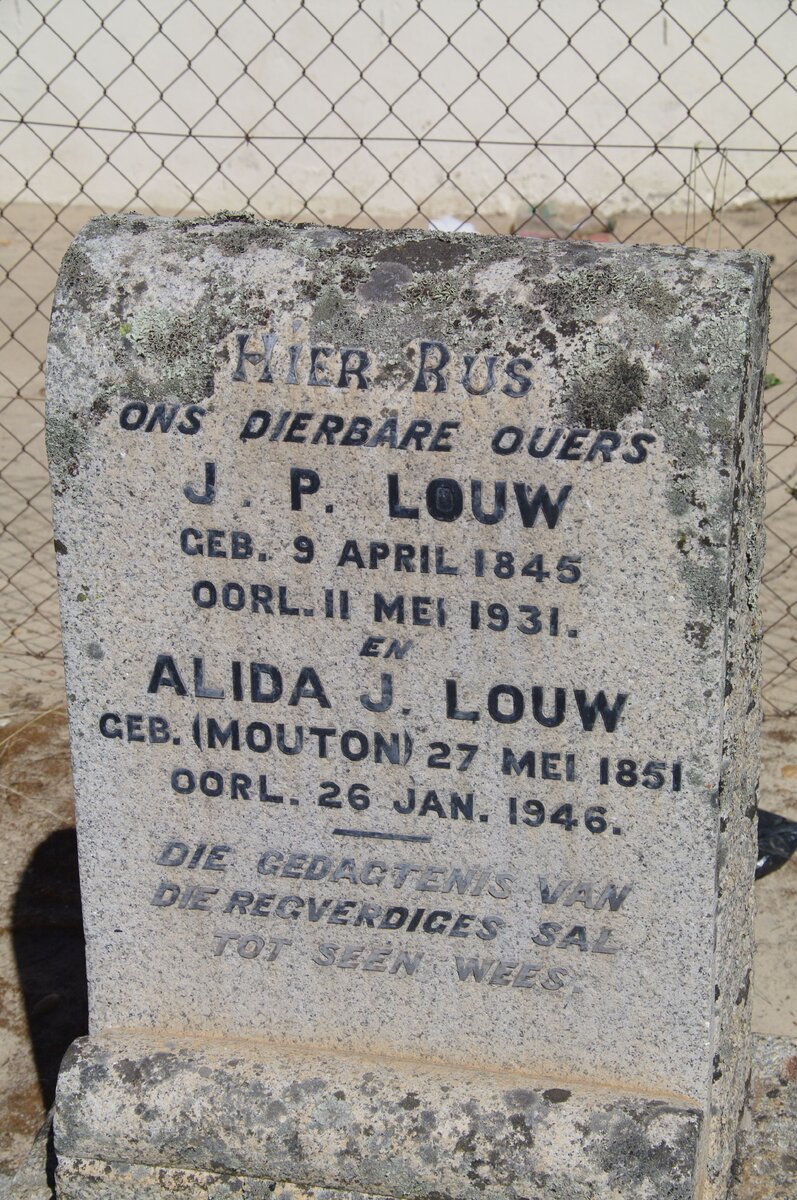 HIER RUS
ONS DIERBARE OUERS
J. P. LOUW
GEB. 9 APRIL 1845
OORL. 11 MEI 1931.
EN
ALIDA J. LOUW
GEB. (MOUTON) 27 MEI 1851
OORL. 26 JAN. 1946.
DIE GEDAGTENIS VAN
DIE REGVERDIGES SAL
TOT SEEN WEES.